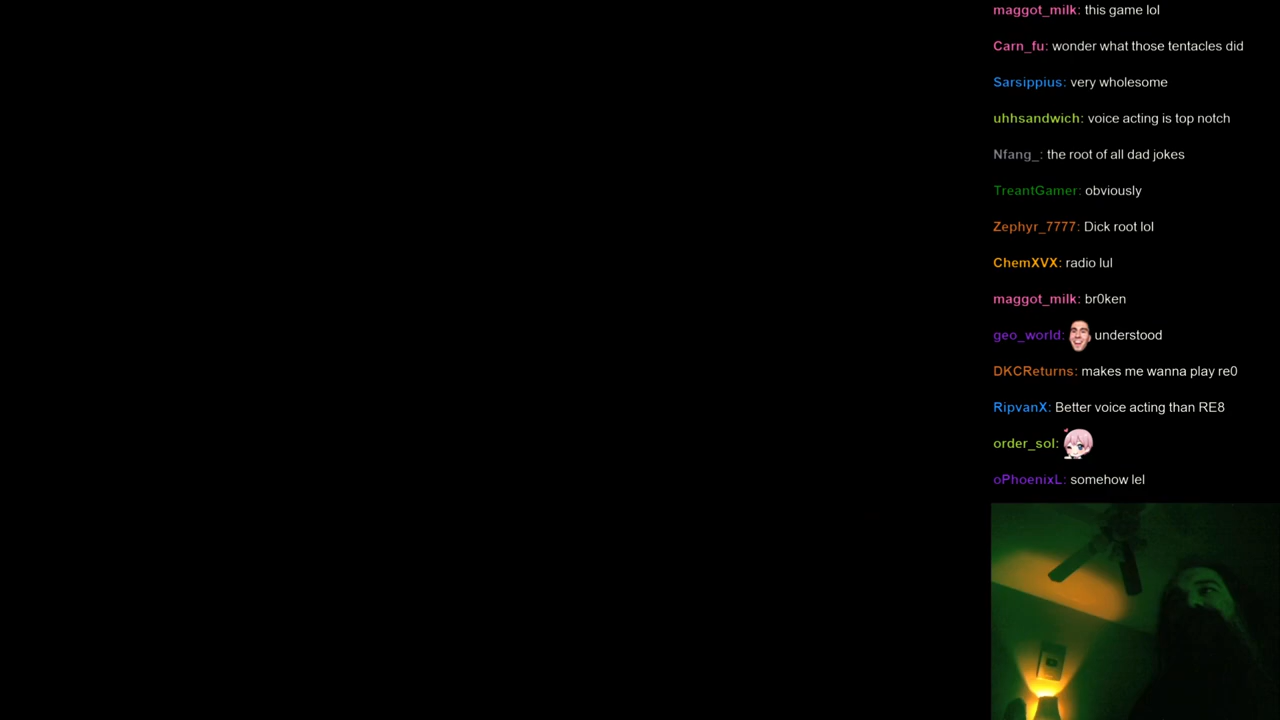 maggot_milk: this game lol
Carn_fu: wonder what those tentacles did
Sarsippius: very wholesome
uhhsandwich: voice acting is top notch
Nfang_: the root of all dad jokes
TreantGamer: obviously
Zephyr_7777: Dick root lol
ChemXVX: radio lul
maggot_milk: br0ken
geo_world: understood
DKCReturns: makes me wanna play re0
RipvanX: Better voice acting than RE8
order_sol:
oPhoenixL: somehow lel